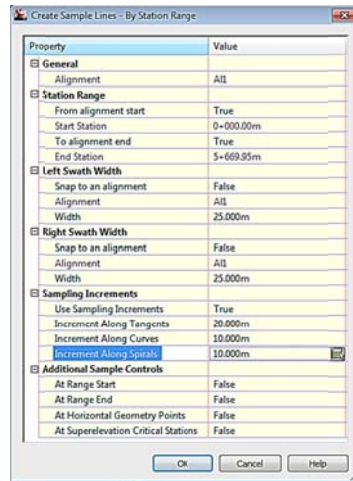 Create Sample Lines - By Station Range
Property Value
General
Alignment Al1
Station Range
From alignment start True
Start Station 0+000.00m
To alignment end True
End Station 5+669.95m
Left Swath Width
Snap to an alignment False
Alignment Al1
Width 25.000m
Right Swath Width
Snap to an alignment False
Alignment Al1
Width 25.000m
Sampling Increments
Use Sampling Increments True
Increment Along Tangents 20.000m
Increment Along Curves 10.000m
Increment Along Spirals 10.000m
Additional Sample Controls
At Range Start False
At Range End False
At Horizontal Geometry Points False
At Superelevation Critical Stations False
OK Cancel Help